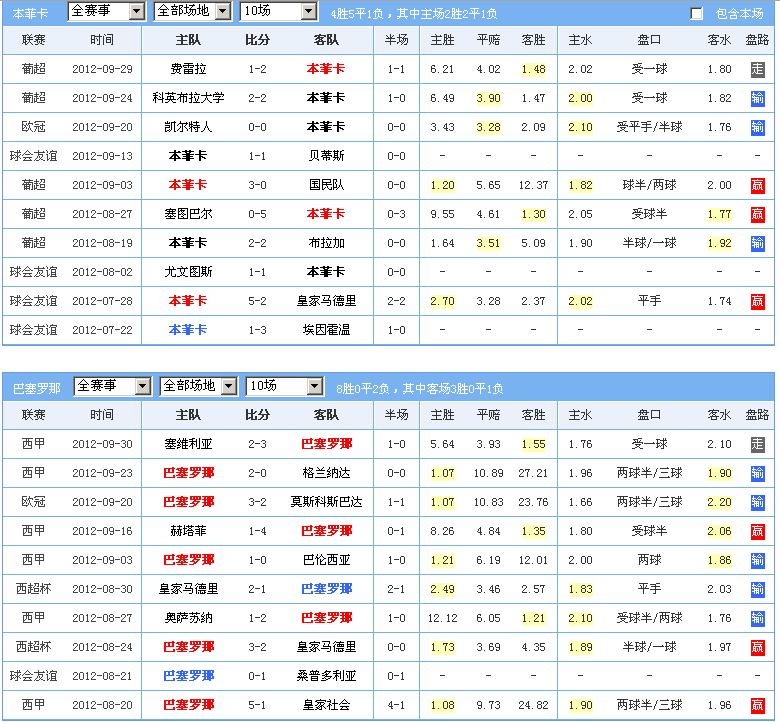 本菲卡 全赛事 全部场地 10场 4胜5平1负，其中主场2胜2平1负 包含本场
联赛 时间 主队 比分 客队 半场 主胜 平赔 客胜 主水 盘口 客水 盘路
葡超 2012-09-29 费雷拉 1-2 本菲卡 1-1 6.21 4.02 1.48 2.02 受一球 1.80 走
葡超 2012-09-24 科英布拉大学 2-2 本菲卡 1-0 6.49 3.90 1.47 2.00 受一球 1.82 输
欧冠 2012-09-20 凯尔特人 0-0 本菲卡 0-0 3.43 3.28 2.09 2.10 受平手/半球 1.76 输
球会友谊 2012-09-13 本菲卡 1-1 贝蒂斯 0-0 - - - - - - -
葡超 2012-09-03 本菲卡 3-0 国民队 0-0 1.20 5.65 12.37 1.82 球半/两球 2.00 赢
葡超 2012-08-27 塞图巴尔 0-5 本菲卡 0-3 9.55 4.61 1.30 2.05 受球半 1.77 赢
葡超 2012-08-19 本菲卡 2-2 布拉加 0-0 1.64 3.51 5.09 1.90 半球/一球 1.92 输
球会友谊 2012-08-02 尤文图斯 1-1 本菲卡 0-0 - - - - - - -
球会友谊 2012-07-28 本菲卡 5-2 皇家马德里 2-2 2.70 3.28 2.37 2.02 平手 1.74 赢
球会友谊 2012-07-22 本菲卡 1-3 埃因霍温 1-0 - - - - - - -
巴塞罗那 全赛事 全部场地 10场 8胜0平2负，其中客场3胜0平1负
联赛 时间 主队 比分 客队 半场 主胜 平赔 客胜 主水 盘口 客水 盘路
西甲 2012-09-30 塞维利亚 2-3 巴塞罗那 1-0 5.64 3.93 1.55 1.76 受一球 2.10 走
西甲 2012-09-23 巴塞罗那 2-0 格兰纳达 0-0 1.07 10.89 27.21 1.96 两球半/三球 1.90 输
欧冠 2012-09-20 巴塞罗那 3-2 莫斯科斯巴达 1-1 1.07 10.83 23.76 1.66 两球半/三球 2.20 输
西甲 2012-09-16 赫塔菲 1-4 巴塞罗那 0-1 8.26 4.84 1.35 1.80 受球半 2.06 赢
西甲 2012-09-03 巴塞罗那 1-0 巴伦西亚 1-0 1.21 6.19 12.01 2.00 两球 1.86 输
西超杯 2012-08-30 皇家马德里 2-1 巴塞罗那 2-1 2.49 3.46 2.57 1.83 平手 2.03 输
西甲 2012-08-27 奥萨苏纳 1-2 巴塞罗那 1-0 12.12 6.05 1.21 2.10 受球半/两球 1.76 输
西超杯 2012-08-24 巴塞罗那 3-2 皇家马德里 0-0 1.73 3.69 4.35 1.89 半球/一球 1.97 赢
球会友谊 2012-08-21 巴塞罗那 0-1 桑普多利亚 0-1 - - - - - - -
西甲 2012-08-20 巴塞罗那 5-1 皇家社会 4-1 1.08 9.73 24.82 1.90 两球半/三球 1.96 赢